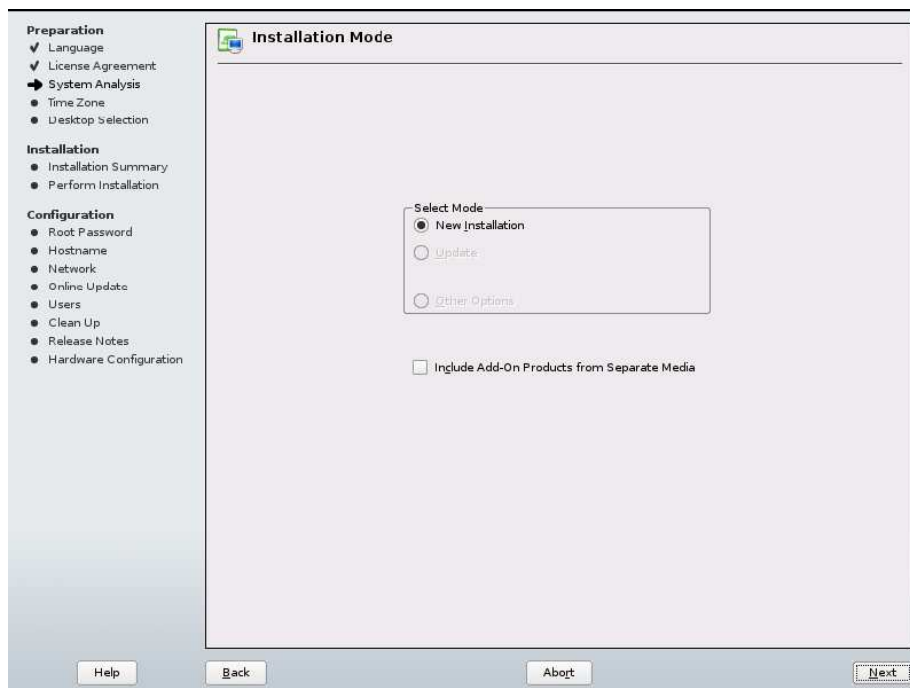 Preparation
Language
License Agreement
System Analysis
Time Zone
Desktop Selection
Installation
Installation Summary
Perform Installation
Configuration
Root Password
Hostname
Network
Online Update
Users
Clean Up
Release Notes
Hardware Configuration
Installation Mode
Select Mode
New Installation
Update
Other Options
Include Add-On Products from Separate Media
Help
Back
Abort
Next